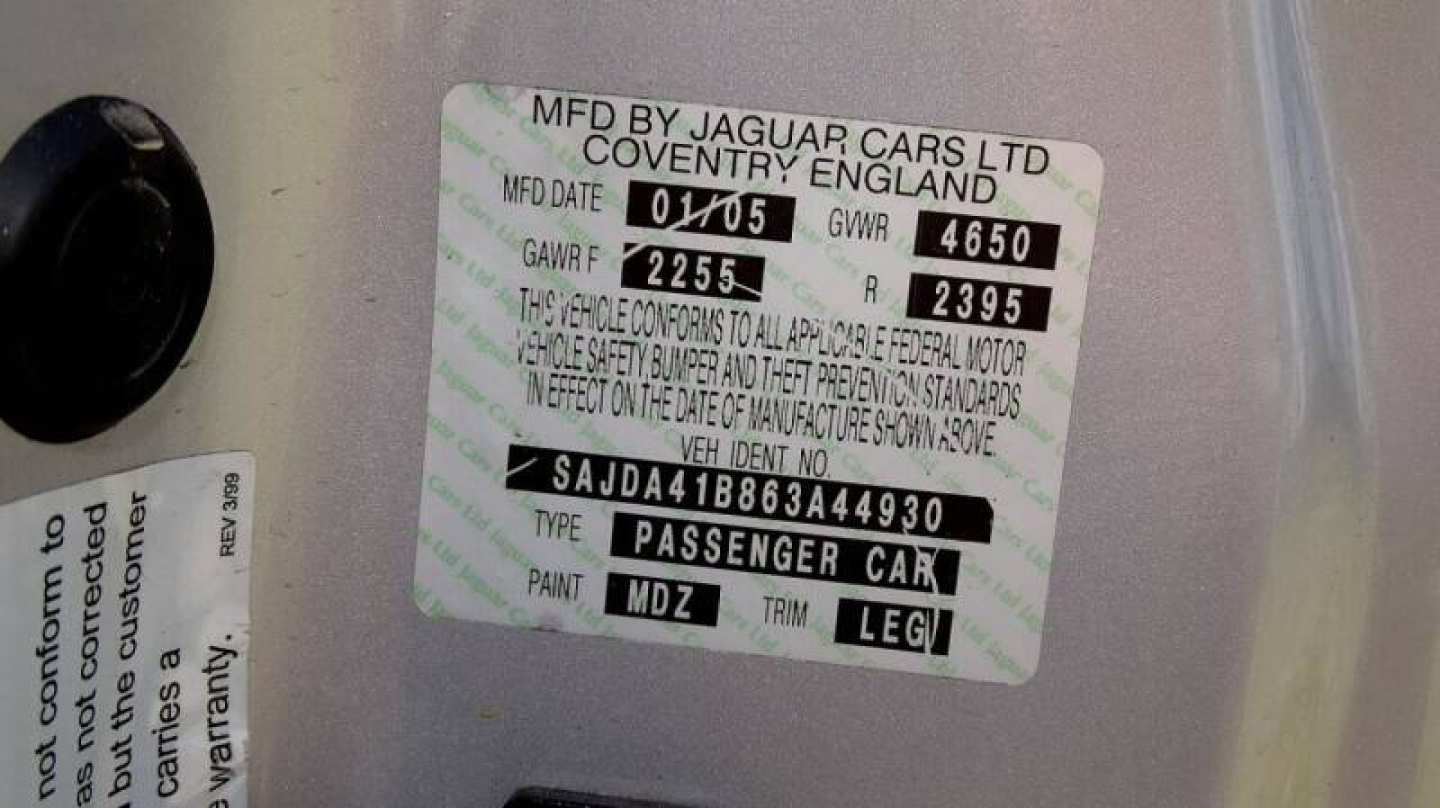 MFD BY JAGUAR CARS LTD
COVENTRY ENGLAND
MFD DATE 01/05 GVWR 4650
GAWR F 2255 R 2395
THIS VEHICLE CONFORMS TO ALL APPLICABLE FEDERAL MOTOR
VEHICLE SAFETY, BUMPER AND THEFT PREVENTION STANDARDS
IN EFFECT ON THE DATE OF MANUFACTURE SHOWN ABOVE.
VEH IDENT NO.
SAJDA41B863A44930
TYPE PASSENGER CAR
PAINT MDZ TRIM LEG
not conform to
as not corrected
but the customer
carries a
warranty.
REV 3/99
Jaguar Cars Ltd